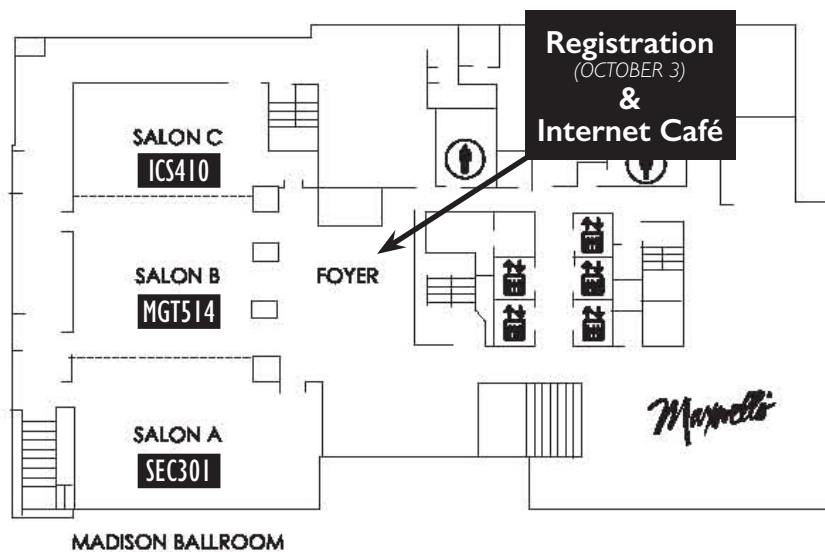 Registration
(OCTOBER 3)
&
Internet Café
SALON C
ICS410
SALON B
MGT514
FOYER
SALON A
SEC301
Maxwell's
MADISON BALLROOM